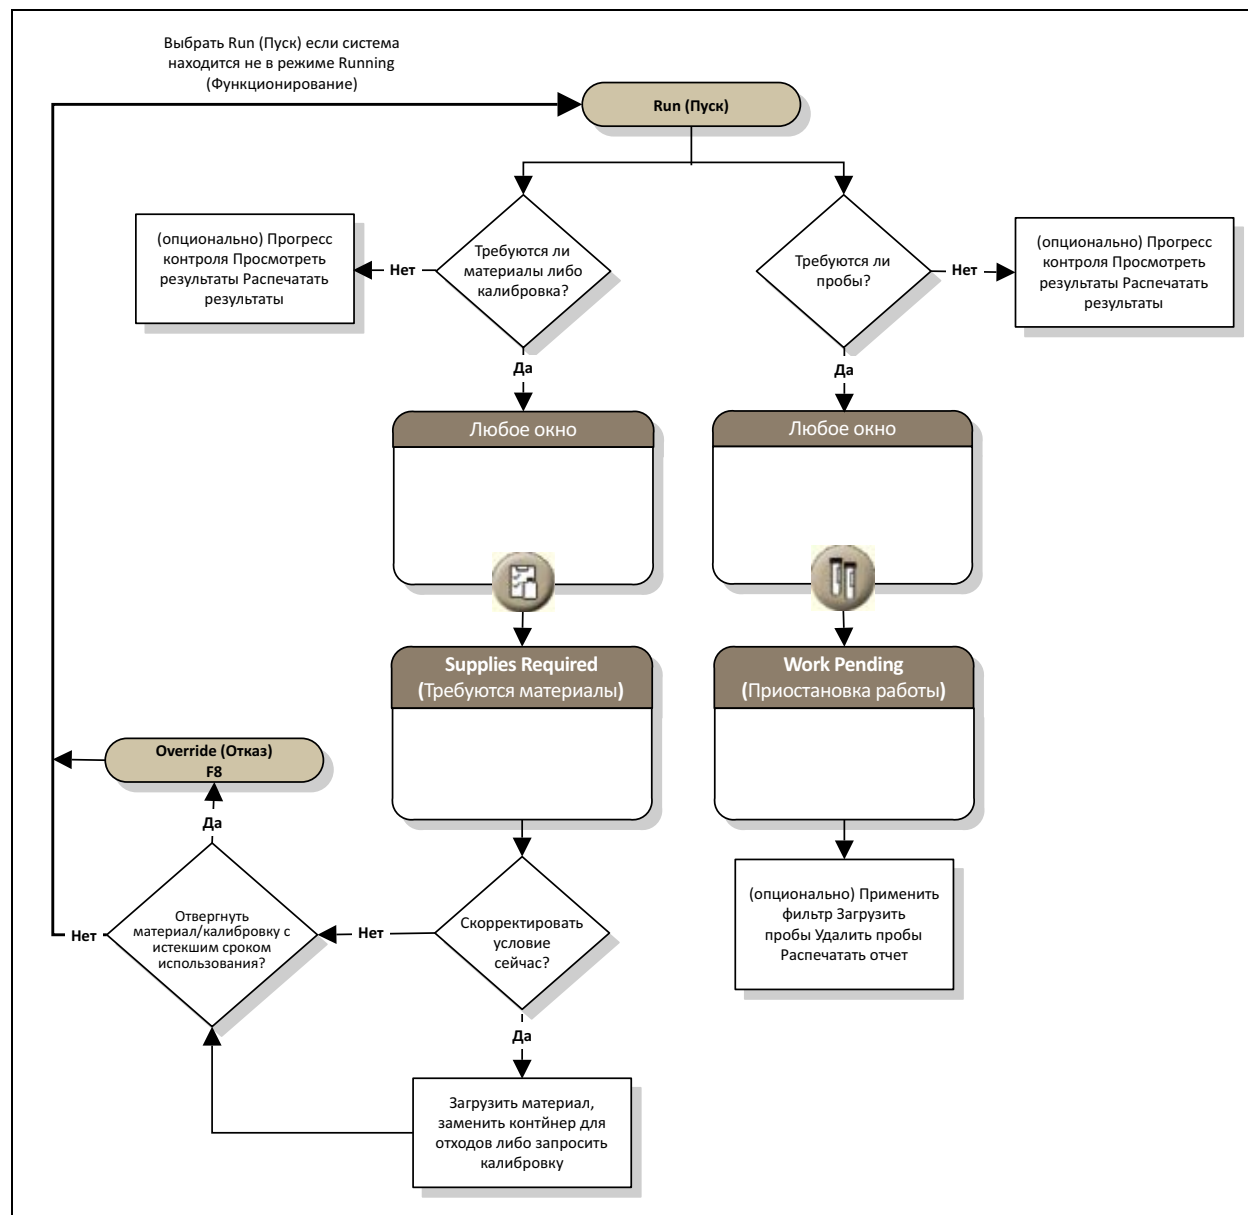 Выбрать Run (Пуск) если система
находится не в режиме Running
(Функционирование)
Run (Пуск)
(опционально) Прогресс
контроля Просмотреть
результаты Распечатать
результаты
Нет
Требуются ли
материалы либо
калибровка?
Требуются ли
пробы?
Нет
(опционально) Прогресс
контроля Просмотреть
результаты Распечатать
результаты
Да
Да
Любое окно
Любое окно
Supplies Required
(Требуются материалы)
Work Pending
(Приостановка работы)
Override (Отказ)
F8
Да
Отвергнуть
материал/калибровку с
истекшим сроком
использования?
Нет
Нет
Скорректировать
условие
сейчас?
(опционально) Применить
фильтр Загрузить
пробы Удалить пробы
Распечатать отчет
Да
Загрузить материал,
заменить контйнер для
отходов либо запросить
калибровку